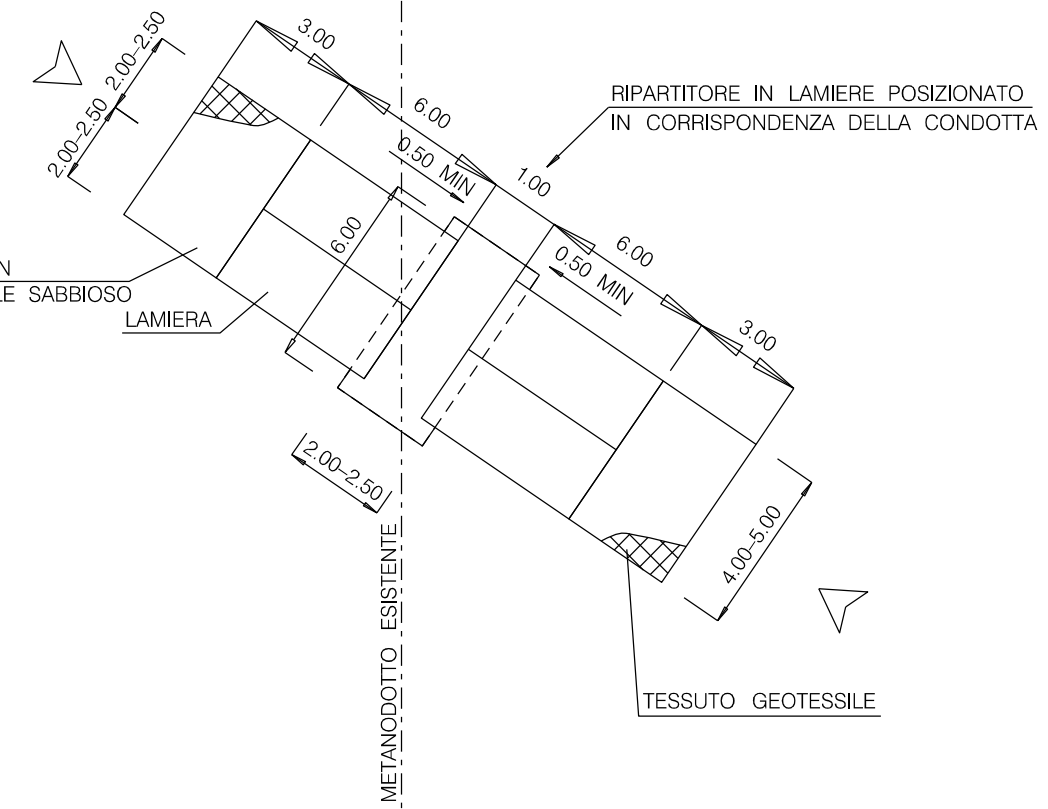 3.00
2.00-2.50
2.00-2.50
6.00
0.50 MIN
1.00
RIPARTITORE IN LAMIERE POSIZIONATO
IN CORRISPONDENZA DELLA CONDOTTA
6.00
6.00
0.50 MIN
3.00
SABBIOSO
LAMIERA
2.00-2.50
4.00-5.00
METANODOTTO ESISTENTE
TESSUTO GEOTESSILE